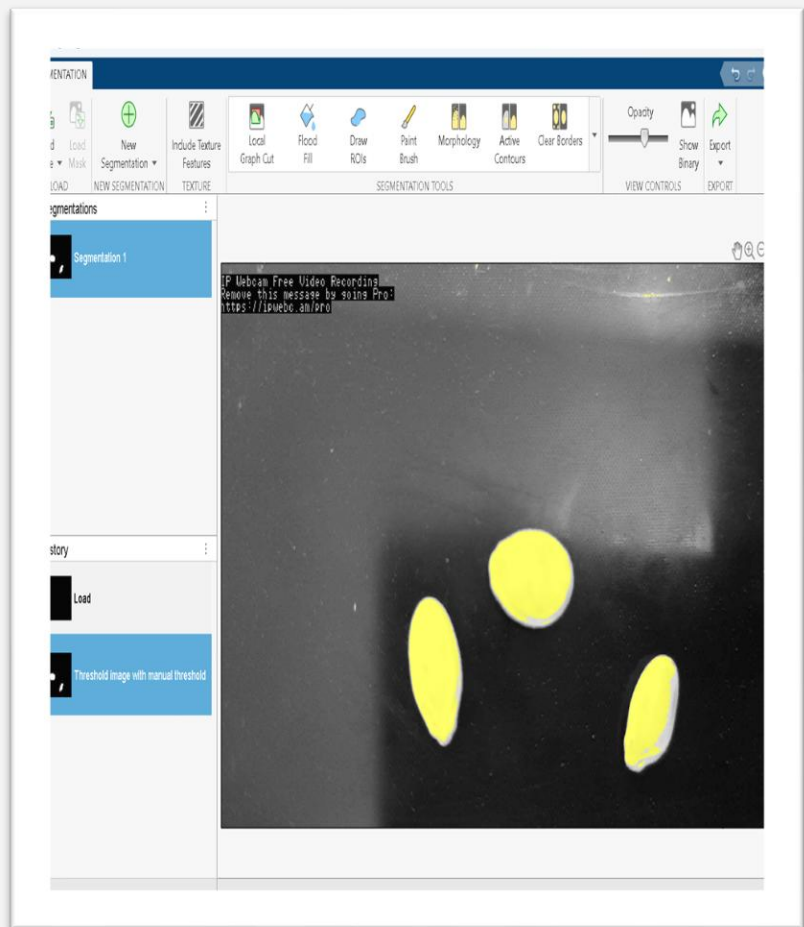 MENTATION
Load
Mask
New
Segmentation
Include Texture
Features
Local
Graph Cut
Flood
Fill
Draw
ROIs
Paint
Brush
Morphology
Active
Contours
Clear Borders
Opacity
Show
Binary
Export
LOAD
NEW SEGMENTATION
TEXTURE
SEGMENTATION TOOLS
VIEW CONTROLS
EXPORT
egmentations
Segmentation 1
IP Webcam Free Video Recording
Remove this message by going Pro:
https://ipwebc.am/pro
story
Load
Threshold image with manual threshold